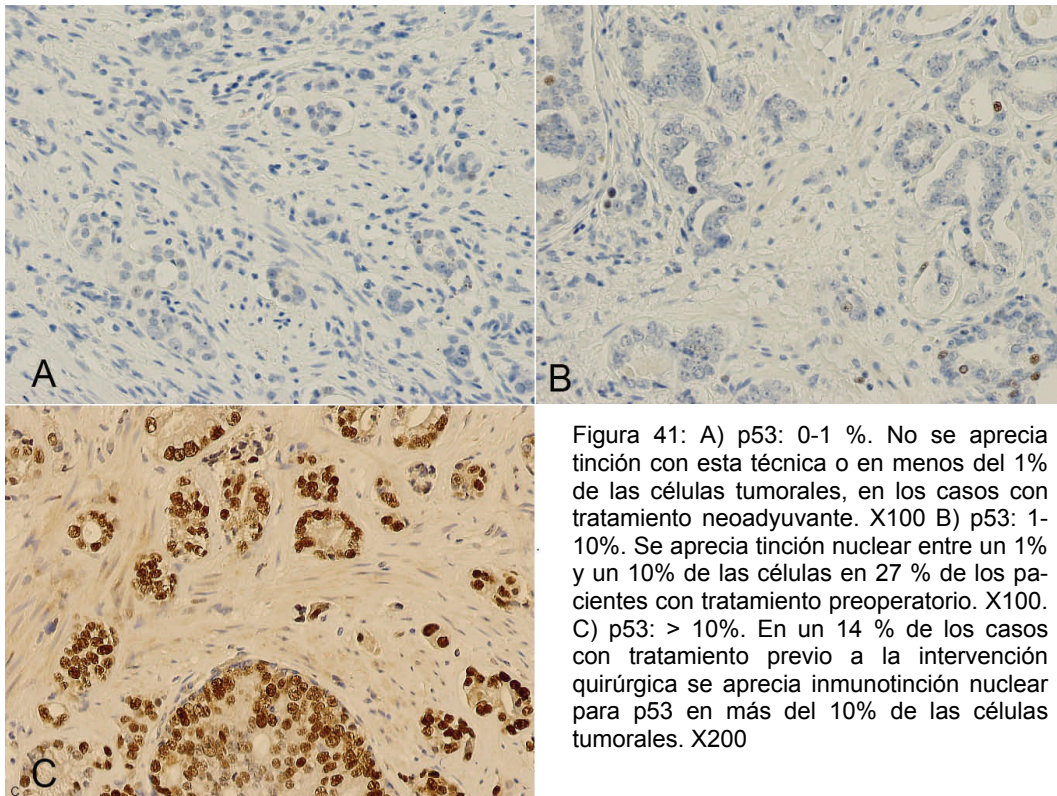 A
B
C
C
Figura 41: A) p53: 0-1 %. No se aprecia
tinción con esta técnica o en menos del 1%
de las células tumorales, en los casos con
tratamiento neoadyuvante. X100 B) p53: 1-
10%. Se aprecia tinción nuclear entre un 1%
y un 10% de las células en 27 % de los pa-
cientes con tratamiento preoperatorio. X100.
C) p53: > 10%. En un 14 % de los casos
con tratamiento previo a la intervención
quirúrgica se aprecia inmunotinción nuclear
para p53 en más del 10% de las células
tumorales. X200